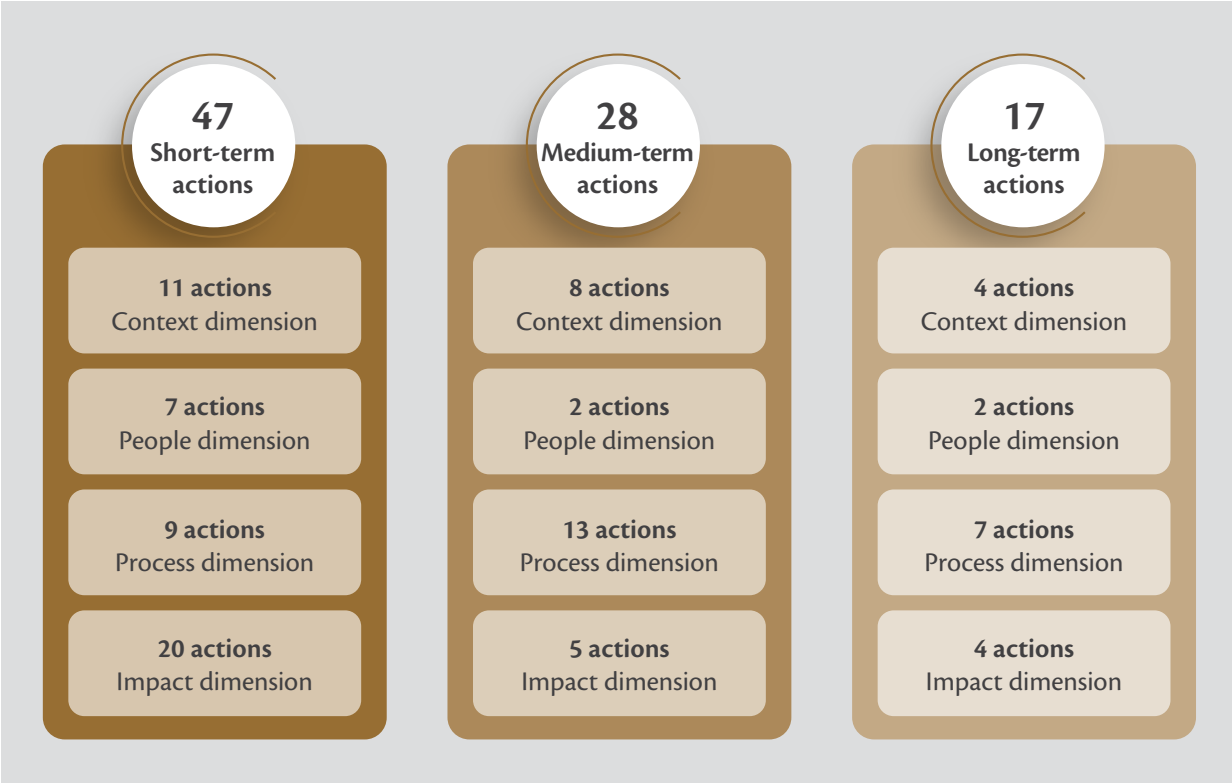 47
Short-term
actions
11 actions
Context dimension
7 actions
People dimension
9 actions
Process dimension
20 actions
Impact dimension
28
Medium-term
actions
8 actions
Context dimension
2 actions
People dimension
13 actions
Process dimension
5 actions
Impact dimension
17
Long-term
actions
4 actions
Context dimension
2 actions
People dimension
7 actions
Process dimension
4 actions
Impact dimension